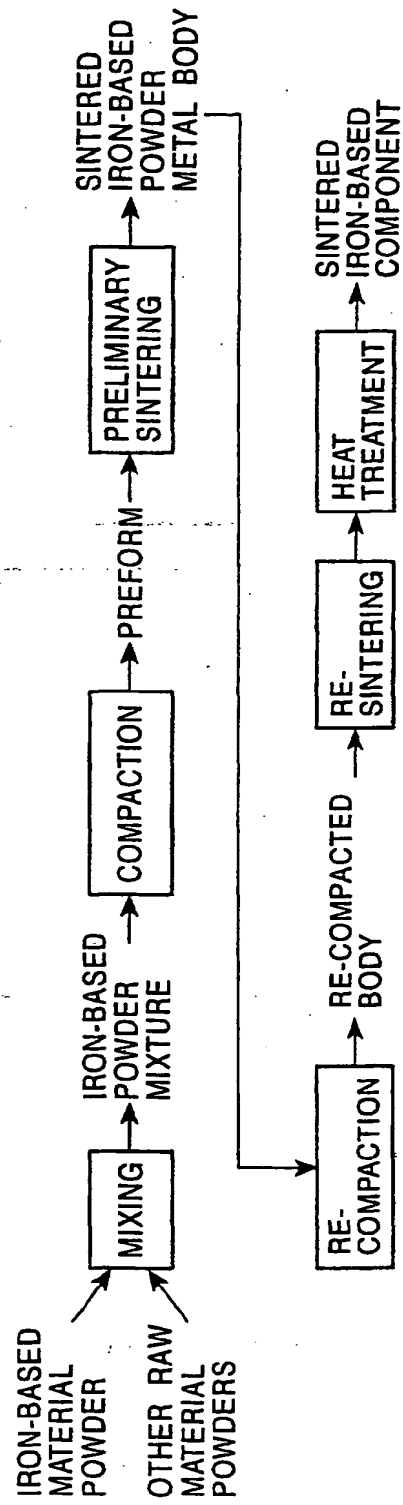 IRON-BASED
MATERIAL
POWDER
OTHER RAW
MATERIAL
POWDERS
MIXING
IRON-BASED
POWDER
MIXTURE
COMPACTION
PREFORM
PRELIMINARY
SINTERING
SINTERED
IRON-BASED
POWDER
METAL BODY
RE-
COMPACTION
RE-COMPACTED
BODY
RE-
SINTERING
HEAT
TREATMENT
SINTERED
IRON-BASED
COMPONENT